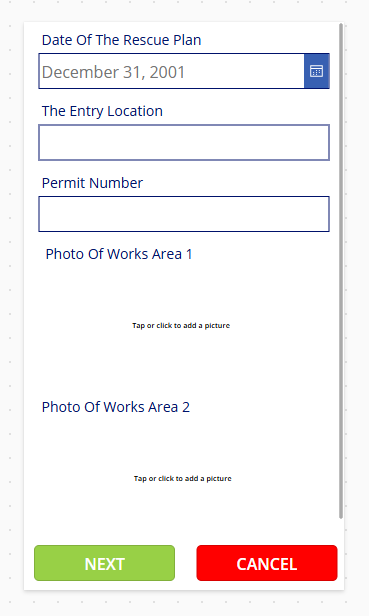 Date Of The Rescue Plan
December 31, 2001
The Entry Location
Permit Number
Photo Of Works Area 1
Tap or click to add a picture
Photo Of Works Area 2
Tap or click to add a picture
NEXT CANCEL